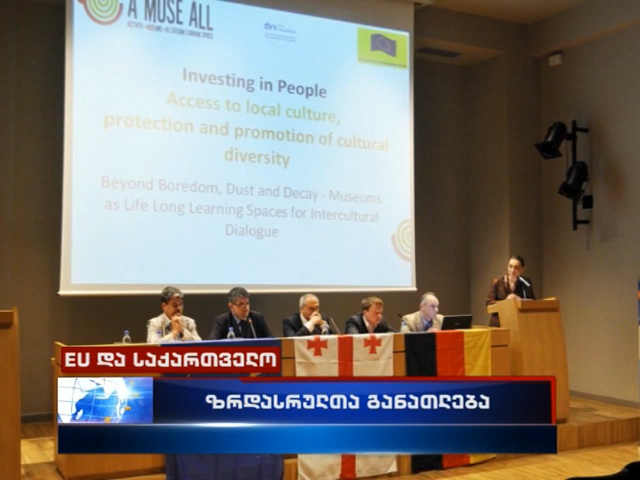 A MUSE ALL
dvv
Investing in People
Access to local culture,
protection and promotion of cultural
diversity
Beyond Boredom, Dust and Decay - Museums
as Life Long Learning Spaces for Intercultural
Dialogue
EU და საქართველო
ზრდასრულთა განათლება